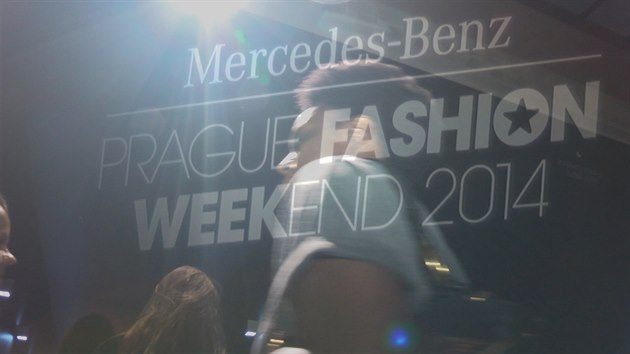 Mercedes-Benz
PRAGUE FASHION
WEEKEND 2014